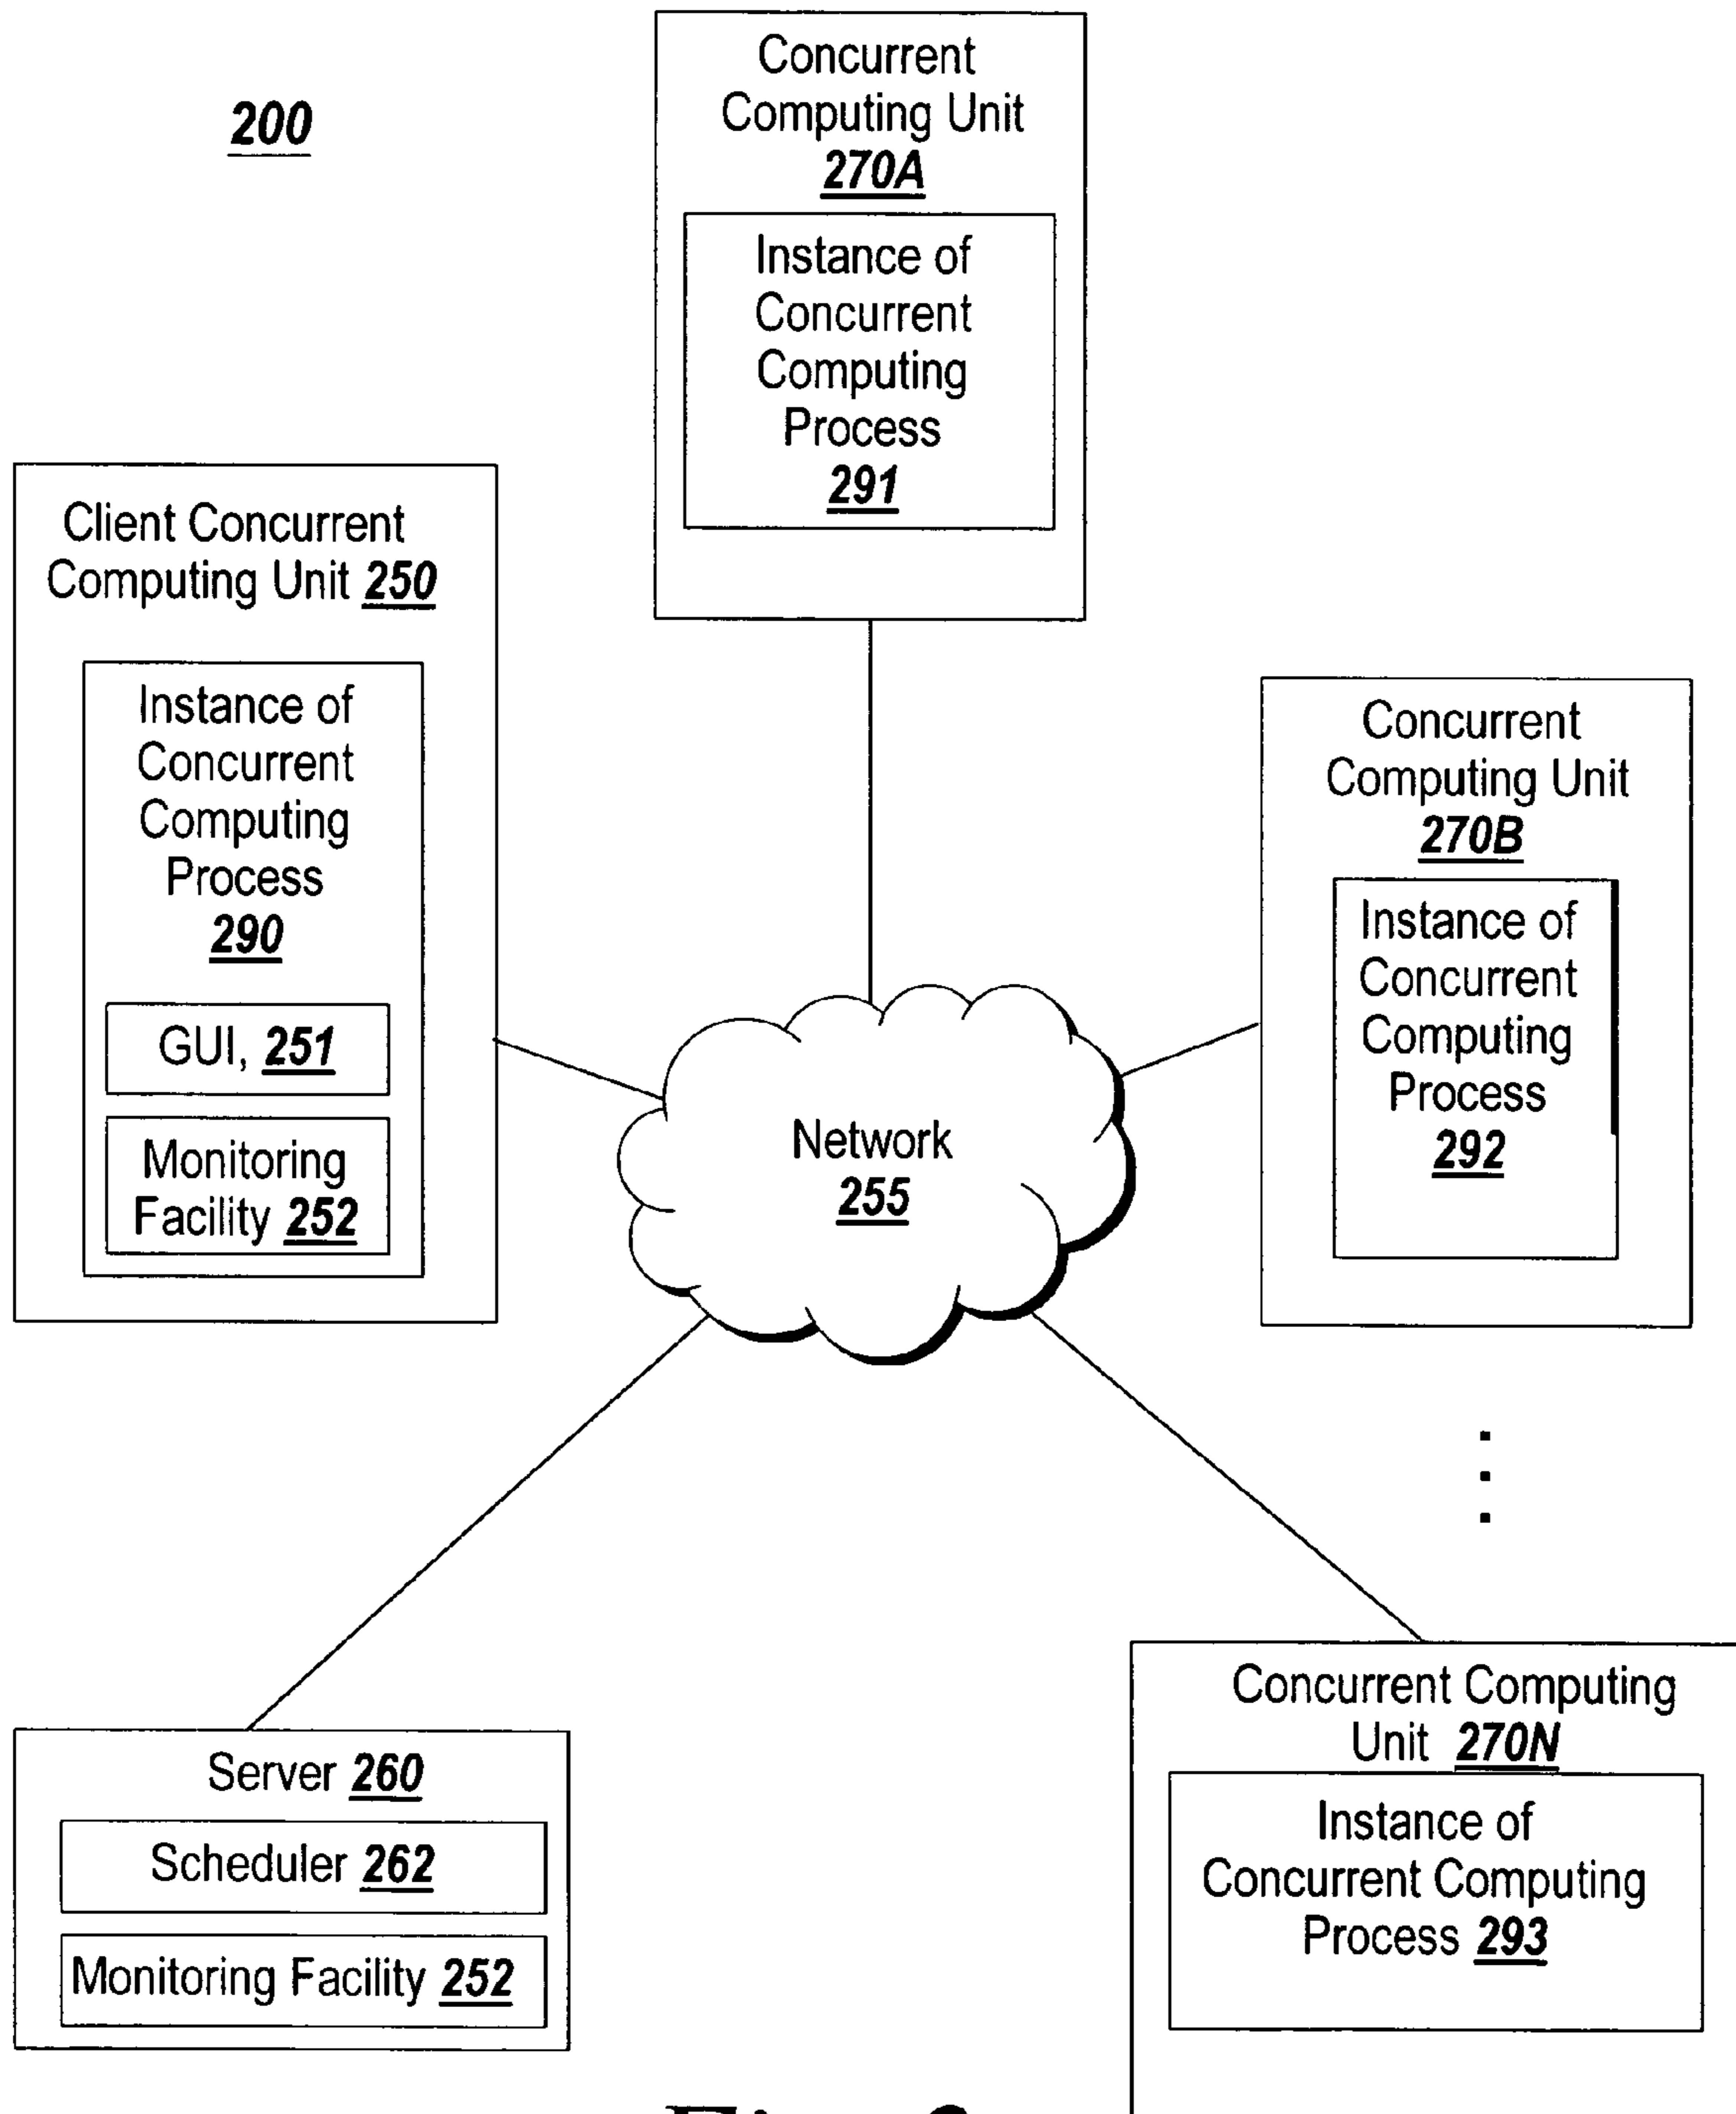 200
Concurrent
Computing Unit
270A
Instance of
Concurrent
Computing
Process
291
Client Concurrent
Computing Unit 250
Instance of
Concurrent
Computing
Process
290
GUI, 251
Monitoring
Facility 252
Concurrent
Computing Unit
270B
Instance of
Concurrent
Computing
Process
292
Network
255
Server 260
Scheduler 262
Monitoring Facility 252
Concurrent Computing
Unit 270N
Instance of
Concurrent Computing
Process 293